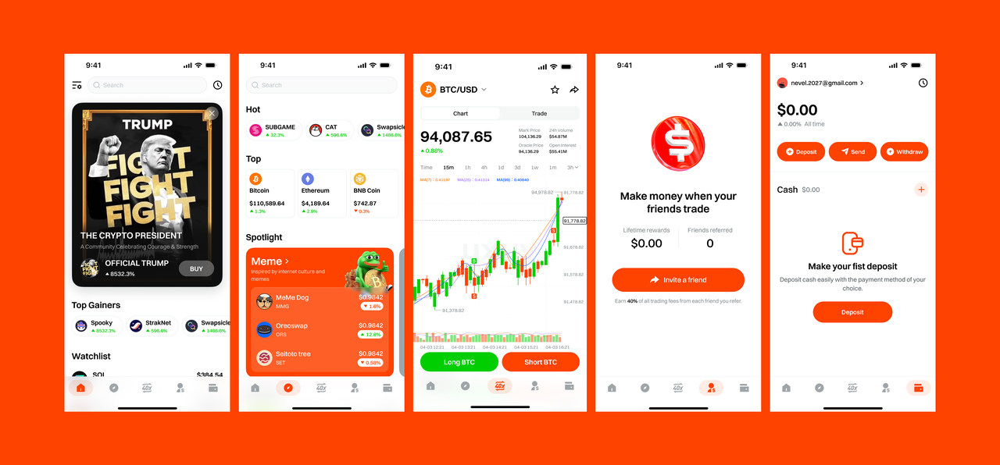 9:41
Search
TRUMP
FIGHT
FIGHT
FIGHT
THE CRYPTO PRESIDENT
A Community Celebrating Courage & Strength
FIGHT
FIGHT
FIGHT
OFFICIAL TRUMP
8532.3%
BUY
Top Gainers
Spooky
8532.3%
StrakNet
596.6%
Swapsicle
1486.6%
Watchlist
SOL
$384.54
40x
9:41
Search
Hot
SUBGAME
32.3%
CAT
596.6%
Swapsicle
1486.6%
Top
Bitcoin
$110,589.64
1.3%
Ethereum
$4,189.64
2.9%
BNB Coin
$742.87
0.3%
Spotlight
Meme >
Inspired by internet culture and
memes
MeMe Dog
MMG
$0.9842
1.6%
Oreoswap
ORS
$0.9842
12.8%
Seitoto tree
SET
$0.9842
0.58%
40x
9:41
BTC/USD
Chart
Trade
94,087.65
0.88%
Mark Price
104,136.29
24h Volume
$54.87M
Oracle Price
94,136.29
Open Interest
$55.41M
Time 15m 1h 4h 1d 3d 1w 1m 3h
MA(7) : 0.41197 MA(25) : 0.41314 MA(99) : 0.40840
94,978.82
91,778.82
91,778.82
S
91,678.82
B
91,578.82
S
91,478.82
91,378.82
04-03 12:21 04-03 13:21 04-03 14:21 04-03 15:21 04-03 16:21
Long BTC
Short BTC
40x
9:41
Make money when your
friends trade
Lifetime rewards
$0.00
Friends referred
0
Invite a friend
Earn 40% of all trading fees from each friend you refer.
40x
9:41
nevel.2027@gmail.com >
$0.00
0.00% All time
Deposit
Send
Withdraw
Cash $0.00
Make your fist deposit
Deposit cash easily with the payment method of your
choice.
Deposit
40x